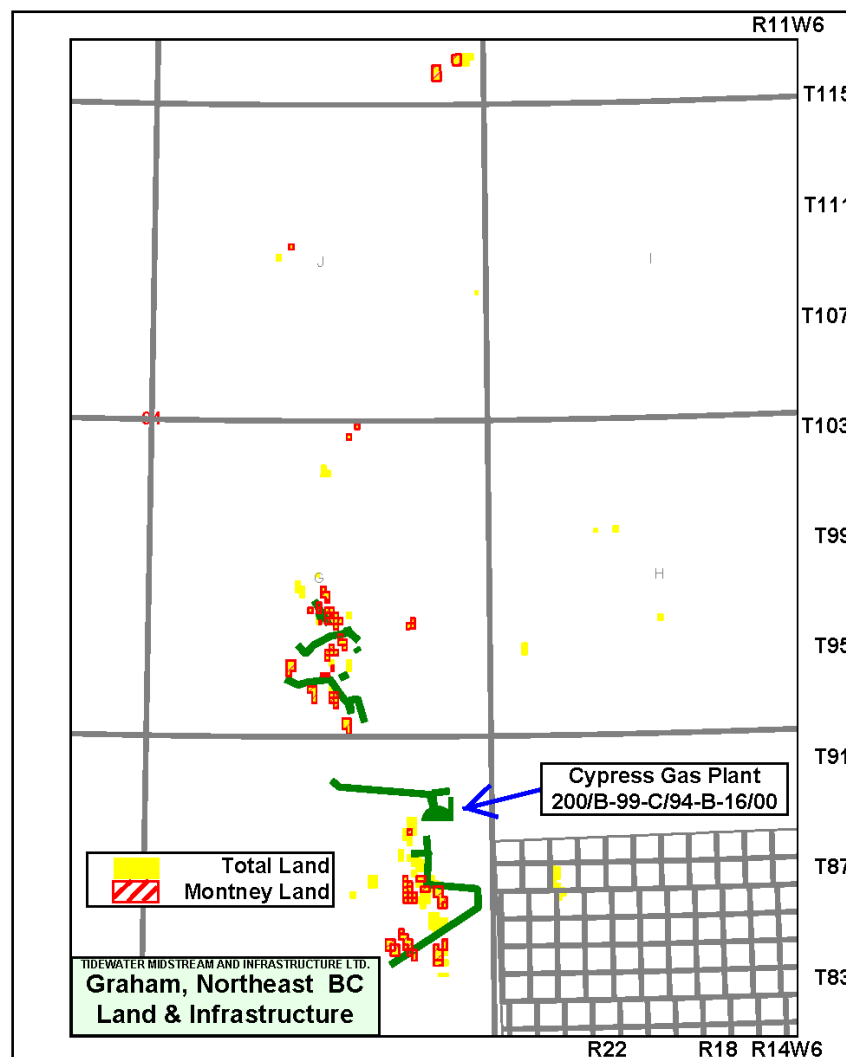 R11W6
T115
T111
J
I
T107
94
T103
T99
G
H
T95
T91
Cypress Gas Plant
200/B-99-C/94-B-16/00
Total Land
Montney Land
T87
TIDEWATER MIDSTREAM AND INFRASTRUCTURE LTD.
Graham, Northeast BC
Land & Infrastructure
T83
R22 R18 R14W6